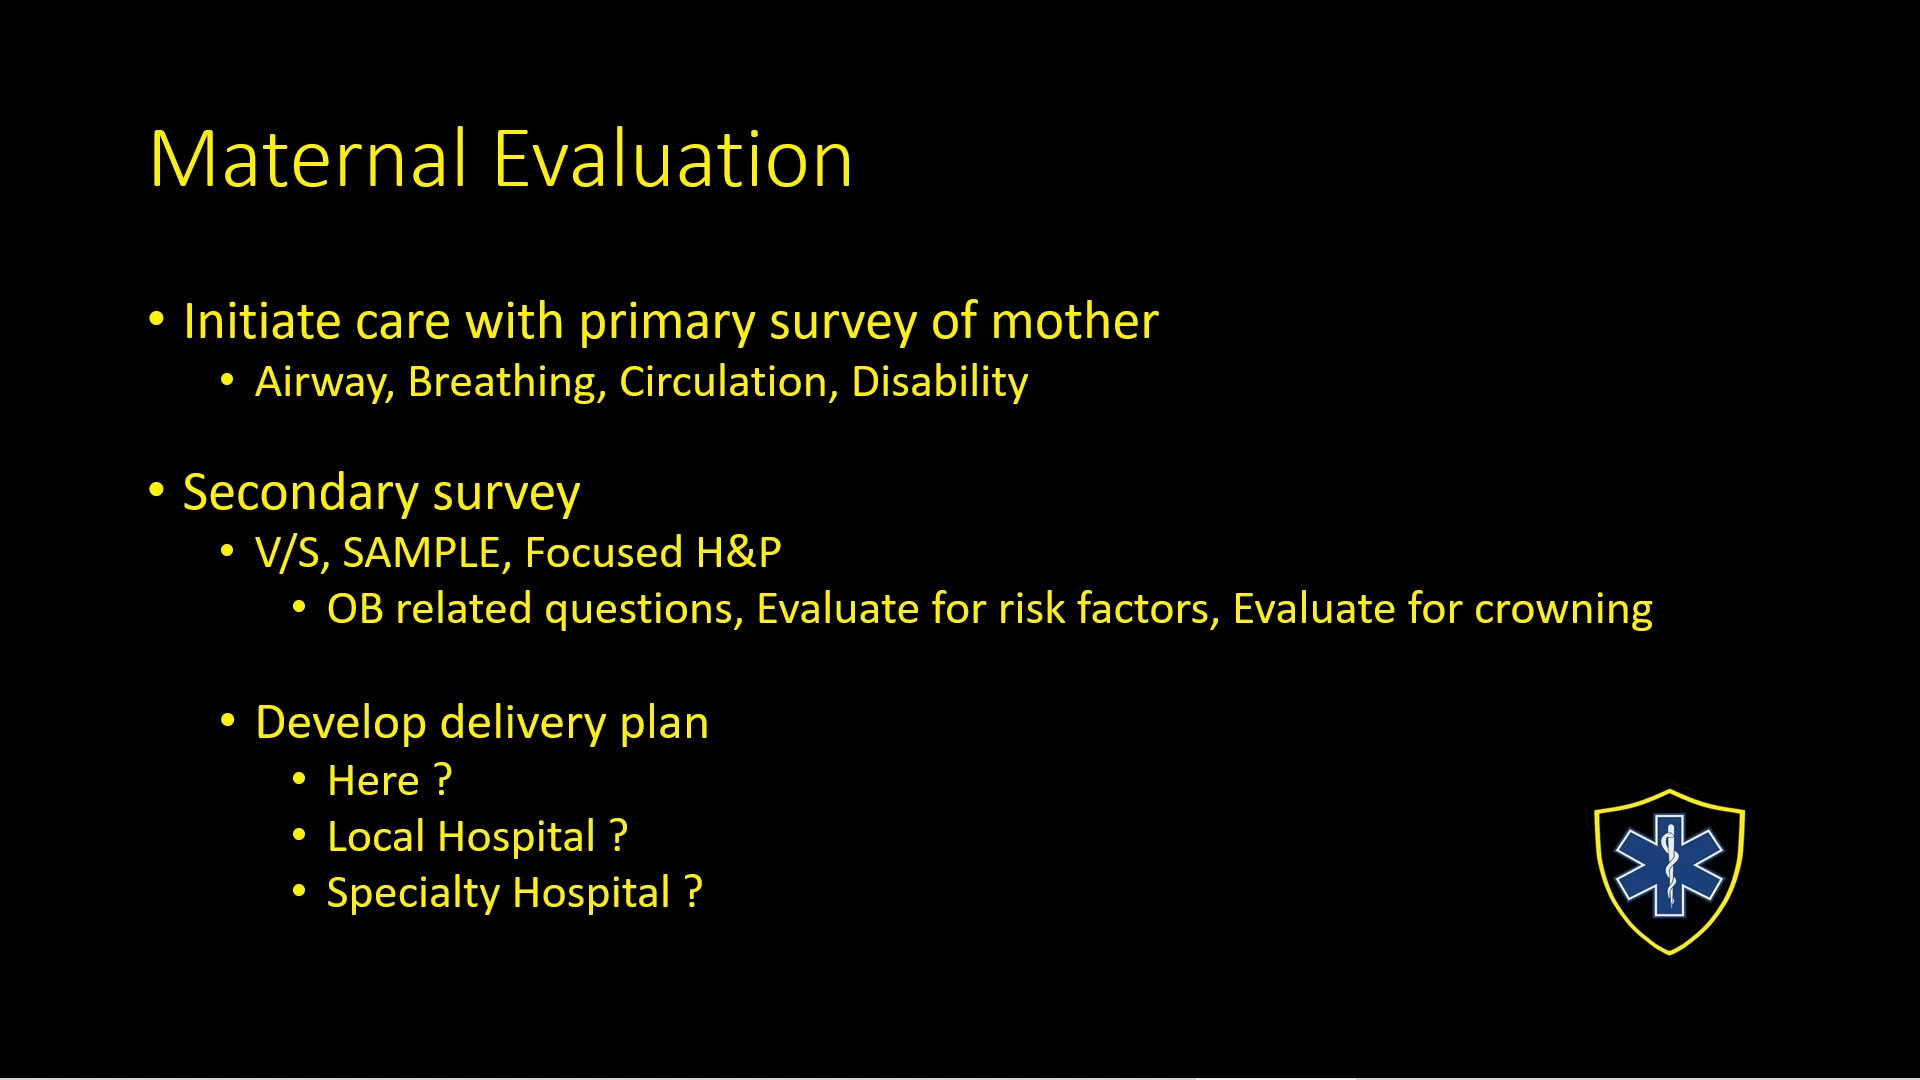 Maternal Evaluation
• Initiate care with primary survey of mother
• Airway, Breathing, Circulation, Disability
• Secondary survey
• V/S, SAMPLE, Focused H&P
• OB related questions, Evaluate for risk factors, Evaluate for crowning
• Develop delivery plan
• Here ?
• Local Hospital ?
• Specialty Hospital ?